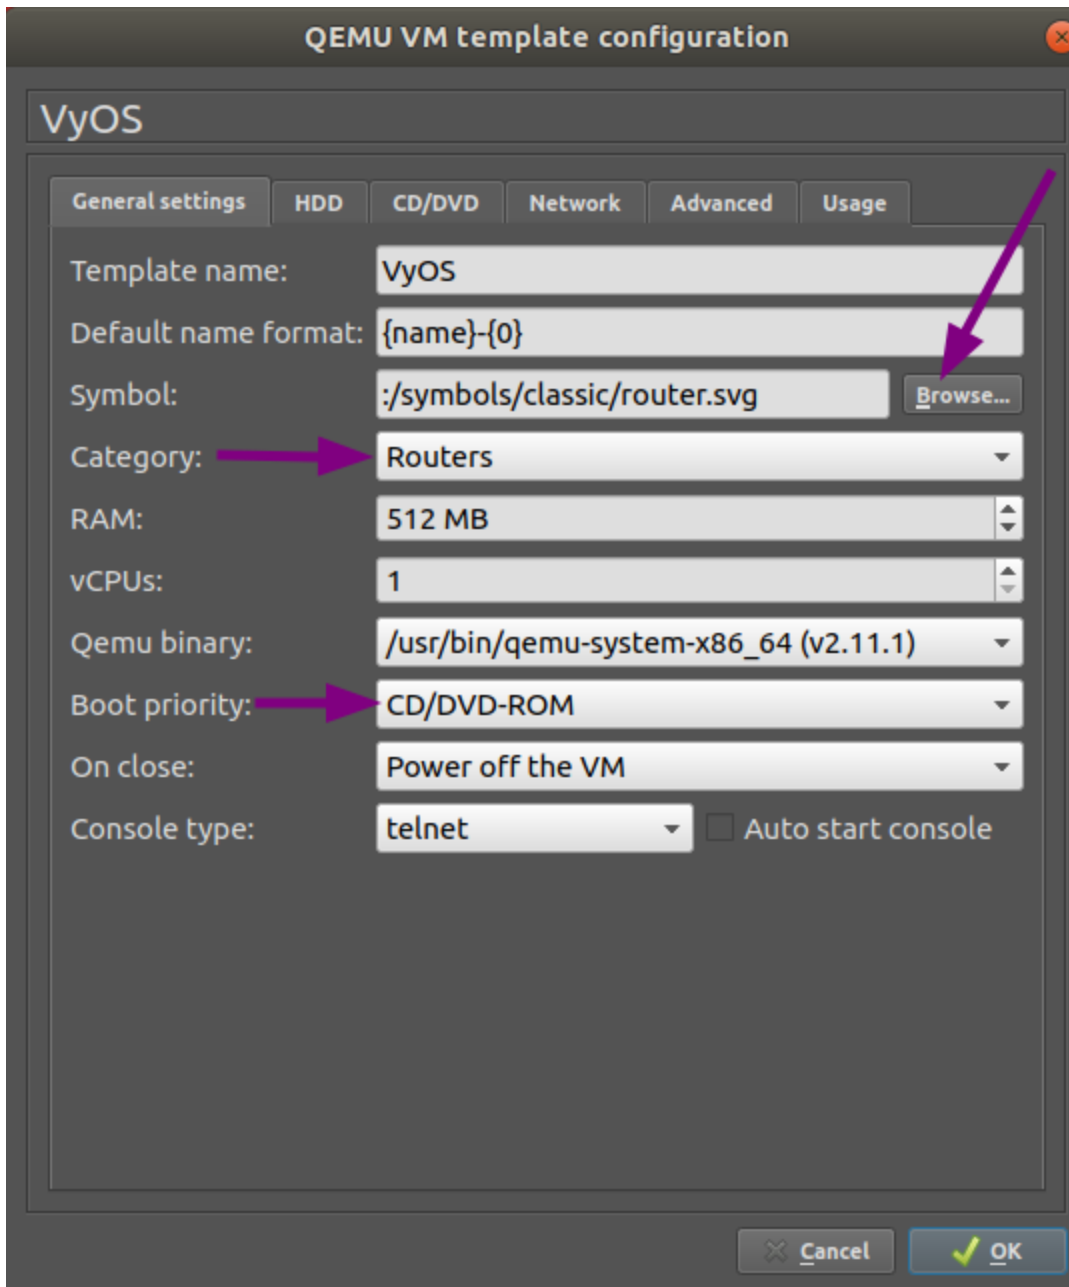 QEMU VM template configuration
VyOS
General settings HDD CD/DVD Network Advanced Usage
Template name: VyOS
Default name format: {name}-{0}
Symbol: :/symbols/classic/router.svg Browse...
Category: Routers
RAM: 512 MB
vCPUs: 1
Qemu binary: /usr/bin/qemu-system-x86_64 (v2.11.1)
Boot priority: CD/DVD-ROM
On close: Power off the VM
Console type: telnet Auto start console
Cancel OK